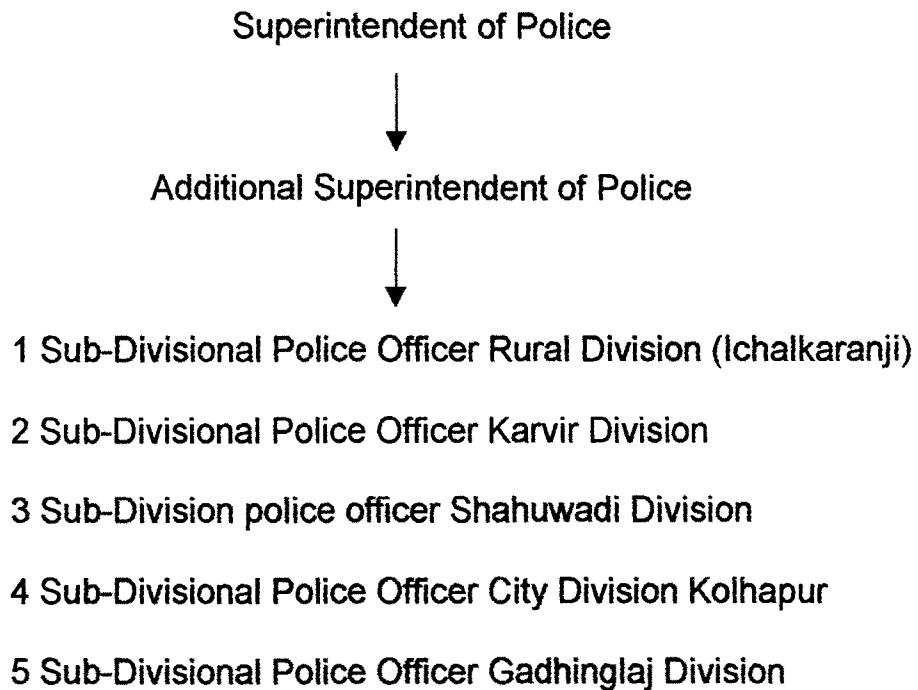 Superintendent of Police
Additional Superintendent of Police
1 Sub-Divisional Police Officer Rural Division (Ichalkaranji)
2 Sub-Divisional Police Officer Karvir Division
3 Sub-Division police officer Shahuwadi Division
4 Sub-Divisional Police Officer City Division Kolhapur
5 Sub-Divisional Police Officer Gadhinglaj Division